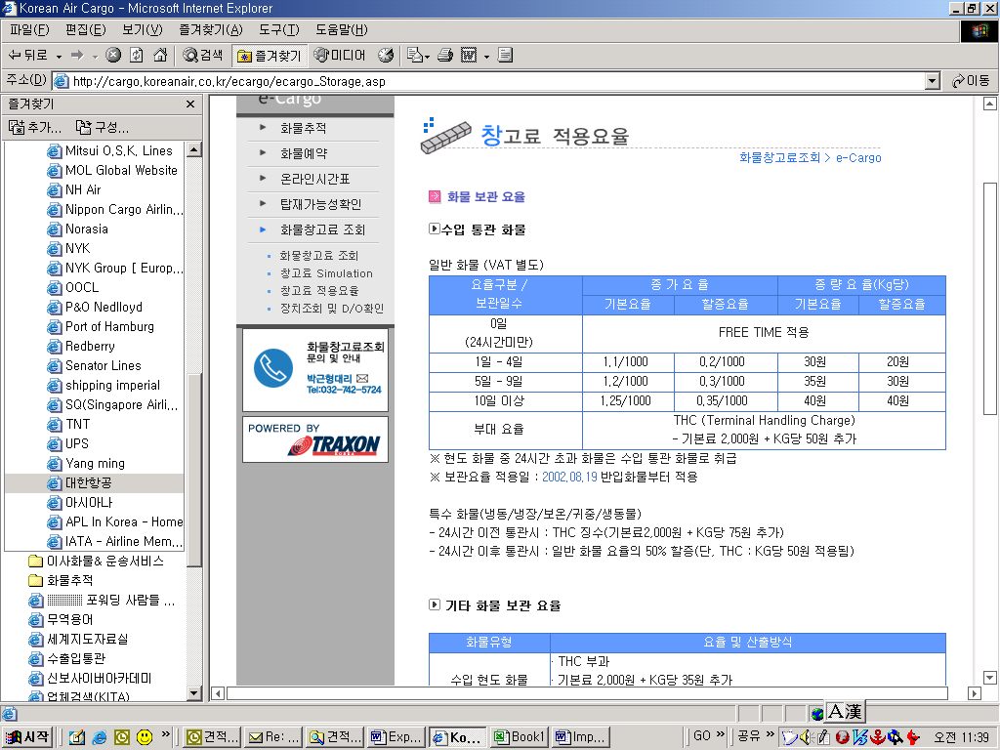 Korean Air Cargo - Microsoft Internet Explorer
파일(F) 편집(E) 보기(V) 즐겨찾기(A) 도구(T) 도움말(H)
뒤로 검색 즐겨찾기 미디어
주소(D) http://cargo.koreanair.co.kr/ecargo/ecargo_Storage.asp 이동
즐겨찾기
추가... 구성...
Mitsui O.S.K. Lines
MOL Global Website
NH Air
Nippon Cargo Airlin...
Norasia
NYK
NYK Group [ Europ...
OOCL
P&O Nedlloyd
Port of Hamburg
Redberry
Senator Lines
shipping imperial
SQ(Singapore Airli...
TNT
UPS
Yang ming
대한항공
아시아나
APL In Korea - Home
IATA - Airline Mem...
이사화물& 운송서비스
화물추적
포워딩 사람들 ...
무역용어
세계지도자료실
수출입통관
신보사이버아카데미
업체검색(KITA)
e-Cargo
화물추적
화물예약
온라인시간표
탑재가능성확인
화물창고료 조회
화물창고료 조회
창고료 Simulation
창고료 적용요율
장치조회 및 D/O확인
화물창고료조회
문의 및 안내
박근형대리
Tel:032-742-5724
POWERED BY
TRAXON
KOREA
창고료 적용요율
화물창고료조회 > e-Cargo
화물 보관 요율
수입 통관 화물
일반 화물 (VAT 별도)
요율구분 / 보관일수 종 가 요 율 중 량 요 율(Kg당)
기본요율 할증요율 기본요율 할증요율
0일 (24시간미만) FREE TIME 적용
1일 - 4일 1.1/1000 0.2/1000 30원 20원
5일 - 9일 1.2/1000 0.3/1000 35원 30원
10일 이상 1.25/1000 0.35/1000 40원 40원
부대 요율 THC (Terminal Handling Charge)
- 기본료 2,000원 + KG당 50원 추가
※ 현도 화물 중 24시간 초과 화물은 수입 통관 화물로 취급
※ 보관요율 적용일 : 2002.08.19 반입화물부터 적용
특수 화물(냉동/냉장/보온/귀중/생동물)
- 24시간 이전 통관시 : THC 징수(기본료2,000원 + KG당 75원 추가)
- 24시간 이후 통관시 : 일반 화물 요율의 50% 할증(단, THC : KG당 50원 적용됨)
기타 화물 보관 요율
화물유형 요율 및 산출방식
수입 현도 화물
· THC 부과
· 기본료 2,000원 + KG당 35원 추가
A漢
시작 견적... Re: ... 견적... Exp... Ko... Book1 Imp... GO » 공유 » 오전 11:39